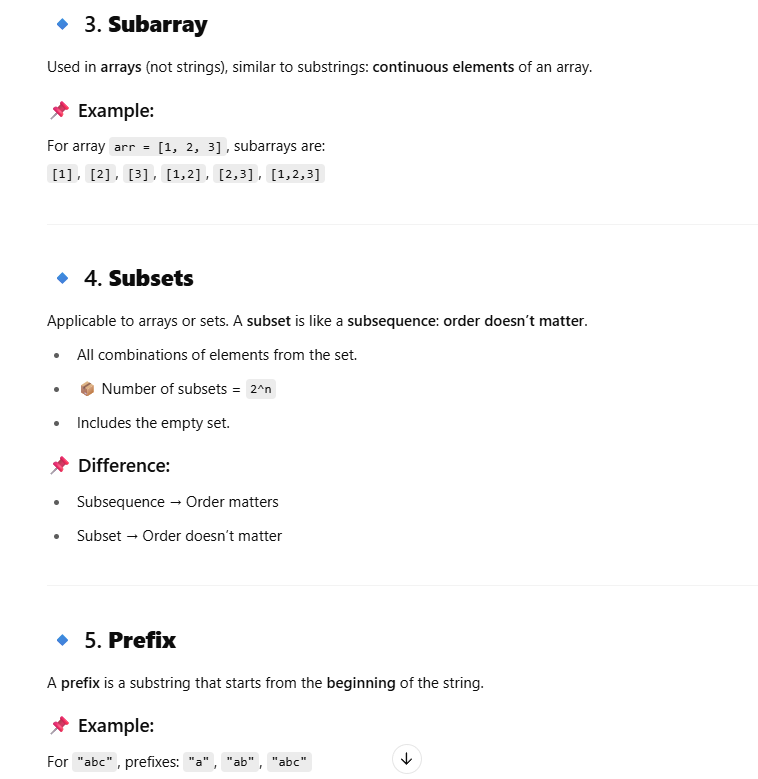 3. Subarray
Used in arrays (not strings), similar to substrings: continuous elements of an array.
Example:
For array arr = [1, 2, 3], subarrays are:
[1], [2], [3], [1,2], [2,3], [1,2,3]
4. Subsets
Applicable to arrays or sets. A subset is like a subsequence: order doesn’t matter.
• All combinations of elements from the set.
• Number of subsets = 2^n
• Includes the empty set.
Difference:
• Subsequence → Order matters
• Subset → Order doesn’t matter
5. Prefix
A prefix is a substring that starts from the beginning of the string.
Example:
For "abc", prefixes: "a", "ab", "abc"